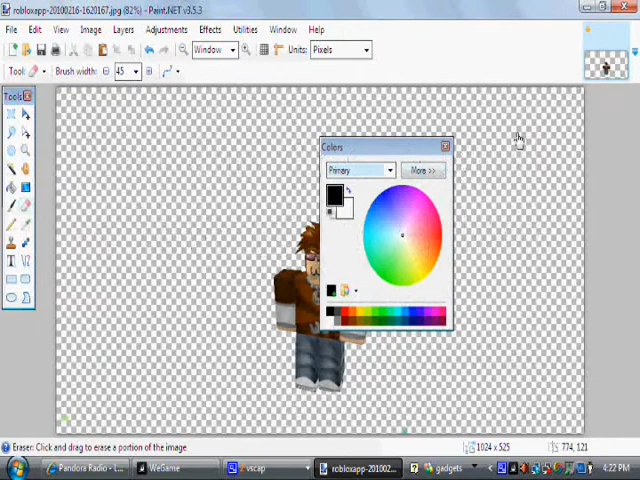 robloxapp-20100216-1620167.jpg (82%) - Paint.NET v3.5.3
File Edit View Image Layers Adjustments Effects Utilities Window Help
Window Units: Pixels
Tool: Brush width: 45
Tools
Colors
Primary More >>
Eraser: Click and drag to erase a portion of the image 1024 x 525 774, 121
Pandora Radio - L... WeGame 2 vscap robloxapp-201002... gadgets 4:22 PM